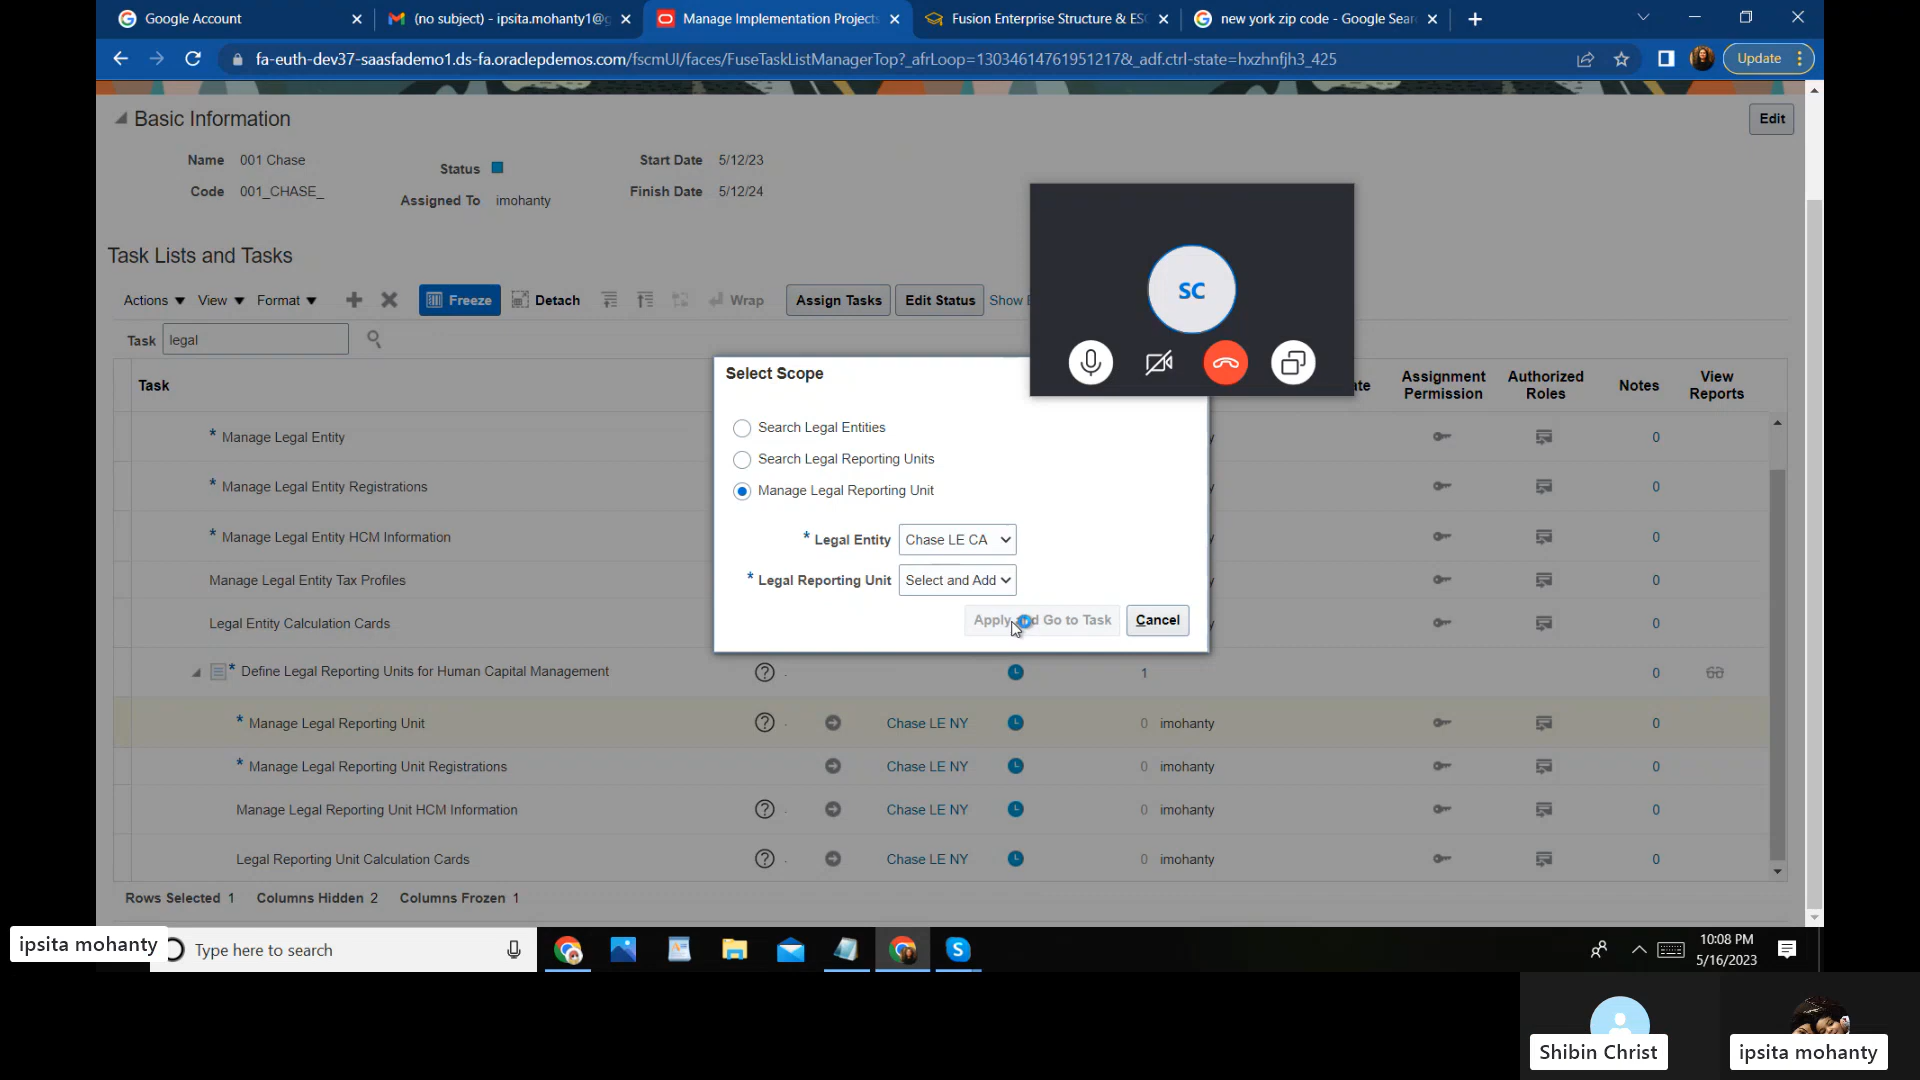 Google Account
(no subject) - ipsita.mohanty1@g
Manage Implementation Projects
Fusion Enterprise Structure & ES
new york zip code - Google Sear
fa-euth-dev37-saasfademo1.ds-fa.oraclepdemos.com/fscmUI/faces/FuseTaskListManagerTop?_afrLoop=13034614761951217&_adf.ctrl-state=hxzhnfjh3_425
Update
Basic Information
Edit
Name 001 Chase
Status
Start Date 5/12/23
Code 001_CHASE_
Assigned To imohanty
Finish Date 5/12/24
Task Lists and Tasks
Actions View Format Freeze Detach Wrap Assign Tasks Edit Status Show
Task legal
Task
Assignment Permission
Authorized Roles
Notes
View Reports
SC
Select Scope
Search Legal Entities
Search Legal Reporting Units
Manage Legal Reporting Unit
* Legal Entity Chase LE CA
* Legal Reporting Unit Select and Add
Apply and Go to Task Cancel
* Manage Legal Entity 0
* Manage Legal Entity Registrations 0
* Manage Legal Entity HCM Information 0
Manage Legal Entity Tax Profiles 0
Legal Entity Calculation Cards 0
* Define Legal Reporting Units for Human Capital Management 1 0
* Manage Legal Reporting Unit Chase LE NY 0 imohanty 0
* Manage Legal Reporting Unit Registrations Chase LE NY 0 imohanty 0
Manage Legal Reporting Unit HCM Information Chase LE NY 0 imohanty 0
Legal Reporting Unit Calculation Cards Chase LE NY 0 imohanty 0
Rows Selected 1 Columns Hidden 2 Columns Frozen 1
ipsita mohanty
Type here to search
10:08 PM
5/16/2023
Shibin Christ
ipsita mohanty